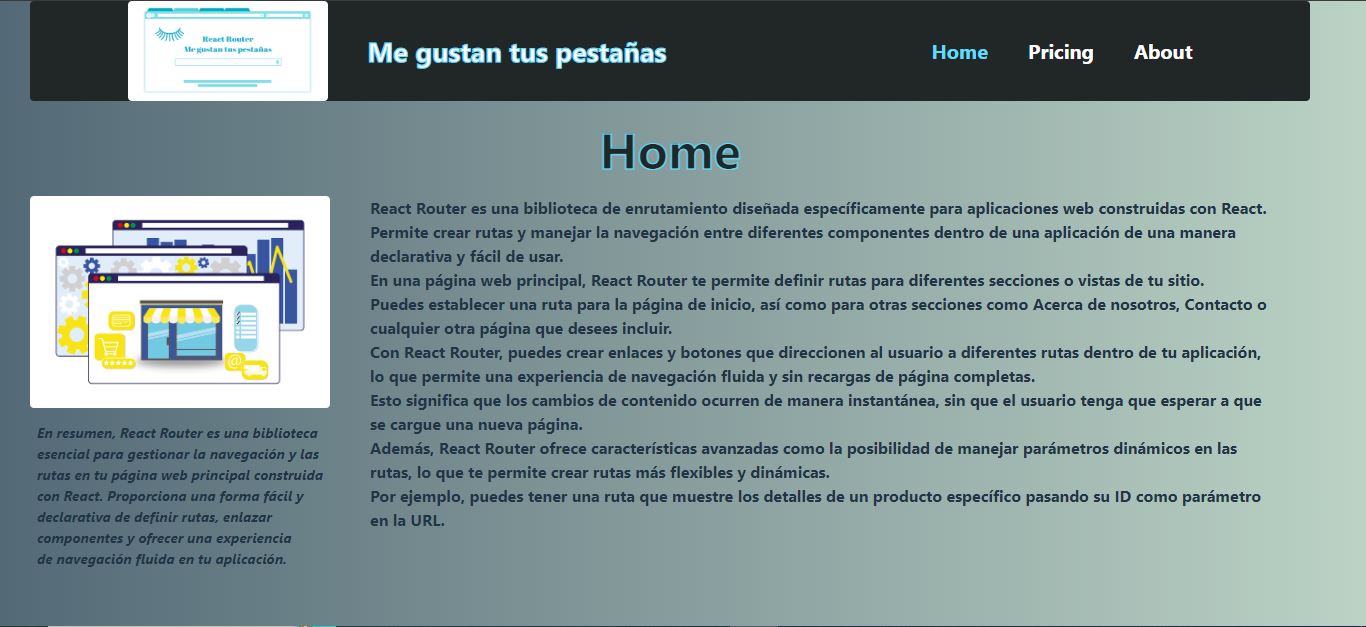 React Router
Me gustan tus pestañas
Me gustan tus pestañas
Home
Pricing
About
Home
React Router es una biblioteca de enrutamiento diseñada específicamente para aplicaciones web construidas con React.
Permite crear rutas y manejar la navegación entre diferentes componentes dentro de una aplicación de una manera
declarativa y fácil de usar.
En una página web principal, React Router te permite definir rutas para diferentes secciones o vistas de tu sitio.
Puedes establecer una ruta para la página de inicio, así como para otras secciones como Acerca de nosotros, Contacto o
cualquier otra página que desees incluir.
Con React Router, puedes crear enlaces y botones que direccionen al usuario a diferentes rutas dentro de tu aplicación,
lo que permite una experiencia de navegación fluida y sin recargas de página completas.
Esto significa que los cambios de contenido ocurren de manera instantánea, sin que el usuario tenga que esperar a que
se cargue una nueva página.
Además, React Router ofrece características avanzadas como la posibilidad de manejar parámetros dinámicos en las
rutas, lo que te permite crear rutas más flexibles y dinámicas.
Por ejemplo, puedes tener una ruta que muestre los detalles de un producto específico pasando su ID como parámetro
en la URL.
@
En resumen, React Router es una biblioteca
esencial para gestionar la navegación y las
rutas en tu página web principal construida
con React. Proporciona una forma fácil y
declarativa de definir rutas, enlazar
componentes y ofrecer una experiencia
de navegación fluida en tu aplicación.